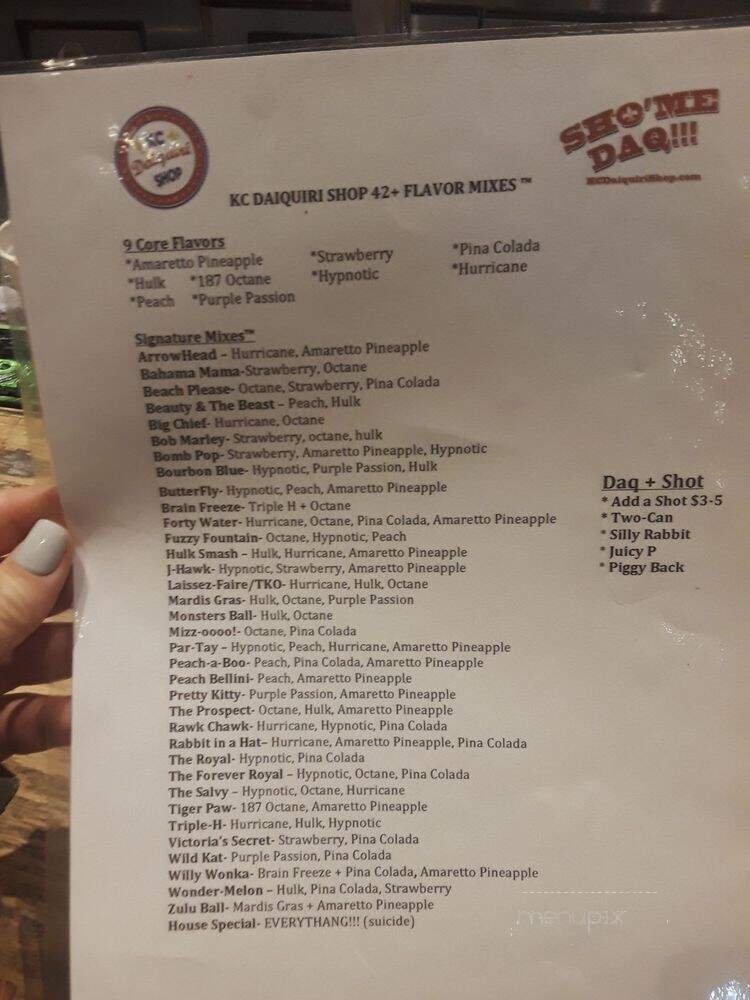 KC
Daiquiri
SHOP
SHO'ME
DAQ!!!
KCDaiquiriShop.com
KC DAIQUIRI SHOP 42+ FLAVOR MIXES ™
9 Core Flavors
*Amaretto Pineapple *Strawberry *Pina Colada
*Hulk *187 Octane *Hypnotic *Hurricane
*Peach *Purple Passion
Signature Mixes™
ArrowHead – Hurricane, Amaretto Pineapple
Bahama Mama-Strawberry, Octane
Beach Please- Octane, Strawberry, Pina Colada
Beauty & The Beast – Peach, Hulk
Big Chief- Hurricane, Octane
Bob Marley- Strawberry, octane, hulk
Bomb Pop- Strawberry, Amaretto Pineapple, Hypnotic
Bourbon Blue- Hypnotic, Purple Passion, Hulk
ButterFly- Hypnotic, Peach, Amaretto Pineapple
Brain Freeze- Triple H + Octane
Forty Water- Hurricane, Octane, Pina Colada, Amaretto Pineapple
Fuzzy Fountain- Octane, Hypnotic, Peach
Hulk Smash – Hulk, Hurricane, Amaretto Pineapple
J-Hawk- Hypnotic, Strawberry, Amaretto Pineapple
Laissez-Faire/TKO- Hurricane, Hulk, Octane
Mardis Gras- Hulk, Octane, Purple Passion
Monsters Ball- Hulk, Octane
Mizz-oooo!- Octane, Pina Colada
Par-Tay – Hypnotic, Peach, Hurricane, Amaretto Pineapple
Peach-a-Boo- Peach, Pina Colada, Amaretto Pineapple
Peach Bellini- Peach, Amaretto Pineapple
Pretty Kitty- Purple Passion, Amaretto Pineapple
The Prospect- Octane, Hulk, Amaretto Pineapple
Rawk Chawk- Hurricane, Hypnotic, Pina Colada
Rabbit in a Hat– Hurricane, Amaretto Pineapple, Pina Colada
The Royal- Hypnotic, Pina Colada
The Forever Royal – Hypnotic, Octane, Pina Colada
The Salvy – Hypnotic, Octane, Hurricane
Tiger Paw- 187 Octane, Amaretto Pineapple
Triple-H- Hurricane, Hulk, Hypnotic
Victoria's Secret- Strawberry, Pina Colada
Wild Kat- Purple Passion, Pina Colada
Willy Wonka- Brain Freeze + Pina Colada, Amaretto Pineapple
Wonder-Melon – Hulk, Pina Colada, Strawberry
Zulu Ball- Mardis Gras + Amaretto Pineapple
House Special- EVERYTHANG!!! (suicide)
Daq + Shot
* Add a Shot $3-5
* Two-Can
* Silly Rabbit
* Juicy P
* Piggy Back
menupix